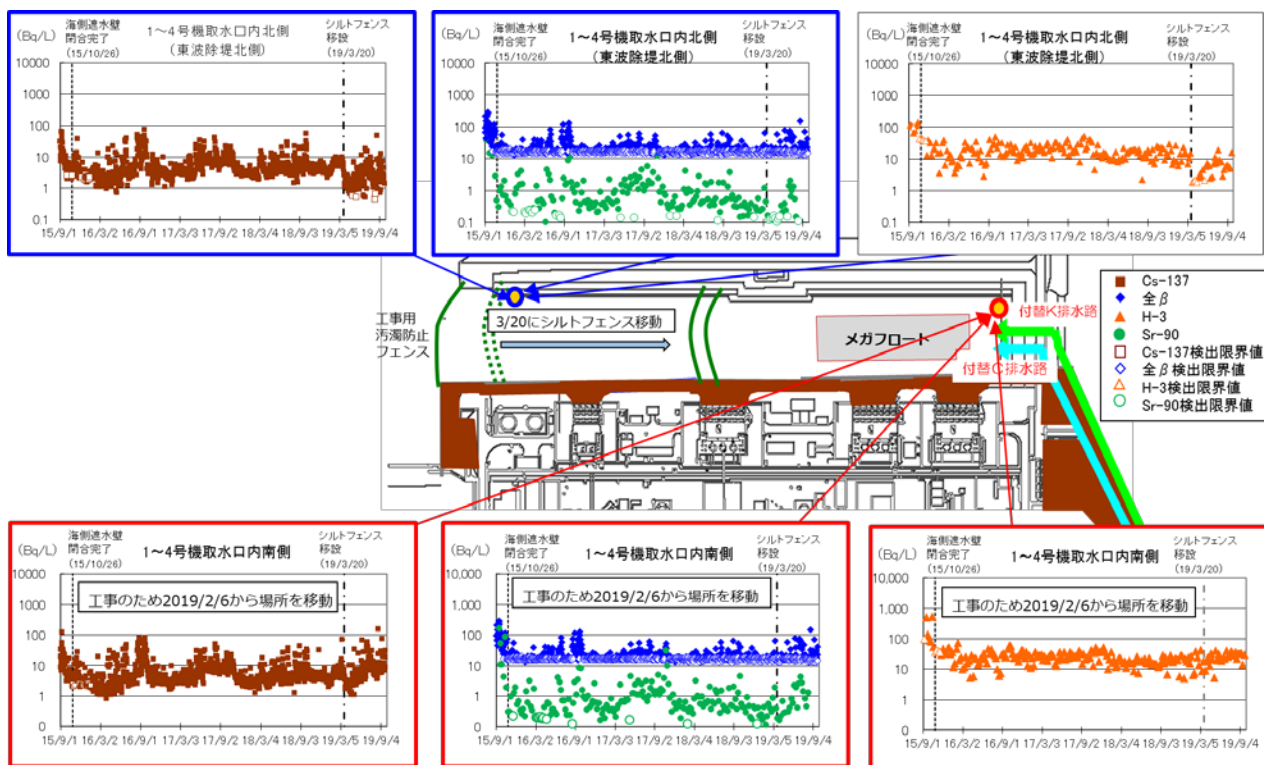 (Bq/L)
海側遮水壁
閉合完了
(15/10/26)
1～4号機取水口内北側
(東波除堤北側)
シルトフェンス
移設
(19/3/20)
10000
1000
100
10
1
0.1
15/9/1 16/3/2 16/9/1 17/3/3 17/9/2 18/3/4 18/9/3 19/3/5 19/9/4
(Bq/L)
海側遮水壁
閉合完了
(15/10/26)
1～4号機取水口内北側
(東波除堤北側)
シルトフェンス
移設
(19/3/20)
10000
1000
100
10
1
0.1
15/9/1 16/3/2 16/9/1 17/3/3 17/9/2 18/3/4 18/9/3 19/3/5 19/9/4
(Bq/L)
海側遮水壁
閉合完了
(15/10/26)
1～4号機取水口内北側
(東波除堤北側)
シルトフェンス
移設
(19/3/20)
10000
1000
100
10
1
0.1
15/9/1 16/3/2 16/9/1 17/3/3 17/9/2 18/3/4 18/9/3 19/3/5 19/9/4
工事用
汚濁防止
フェンス
3/20にシルトフェンス移動
メガフロート
付替K排水路
付替C排水路
Cs-137
全β
H-3
Sr-90
Cs-137検出限界値
全β検出限界値
H-3検出限界値
Sr-90検出限界値
(Bq/L)
海側遮水壁
閉合完了
(15/10/26)
1～4号機取水口内南側
シルトフェンス
移設
(19/3/20)
工事のため2019/2/6から場所を移動
10,000
1000
100
10
1
0
15/9/1 16/3/2 16/9/1 17/3/3 17/9/2 18/3/4 18/9/3 19/3/5 19/9/4
(Bq/L)
海側遮水壁
閉合完了
(15/10/26)
1～4号機取水口内南側
シルトフェンス
移設
(19/3/20)
工事のため2019/2/6から場所を移動
10,000
1,000
100
10
1
0
15/9/1 16/3/2 16/9/1 17/3/3 17/9/2 18/3/4 18/9/3 19/3/5 19/9/4
(Bq/L)
海側遮水壁
閉合完了
(15/10/26)
1～4号機取水口内南側
シルトフェンス
移設
(19/3/20)
工事のため2019/2/6から場所を移動
10,000
1,000
100
10
1
0
15/9/1 16/3/2 16/9/1 17/3/3 17/9/2 18/3/4 18/9/3 19/3/5 19/9/4